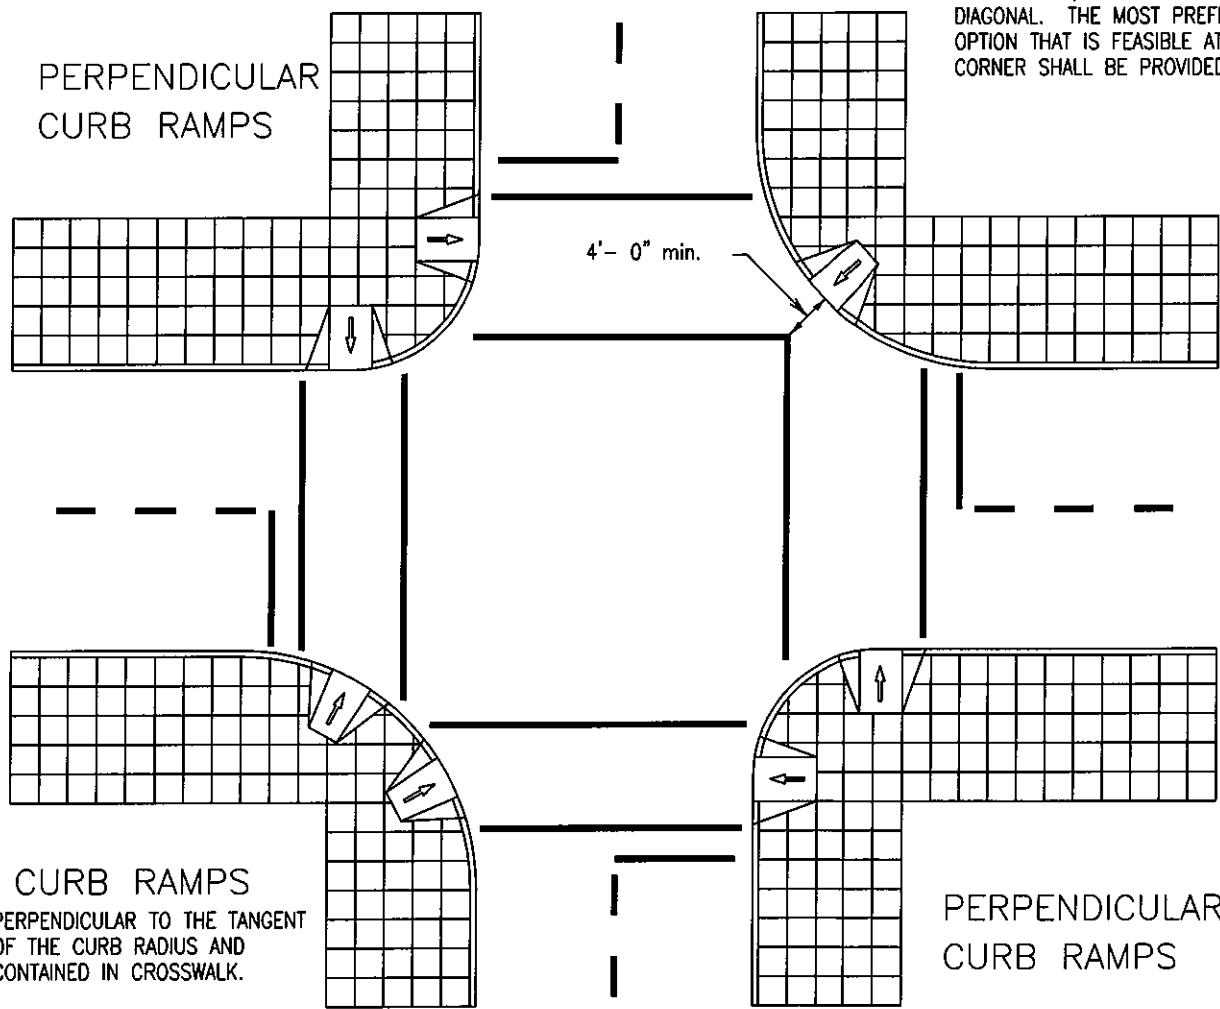 DIAGONAL. THE MOST
OPTION THAT IS FEASIBLE AT
CORNER SHALL BE PROVIDED
PERPENDICULAR
CURB RAMPS
4'- 0" min.
CURB RAMPS
PERPENDICULAR TO THE TANGENT
OF THE CURB RADIUS AND
CONTAINED IN CROSSWALK.
PERPENDICULAR
CURB RAMPS